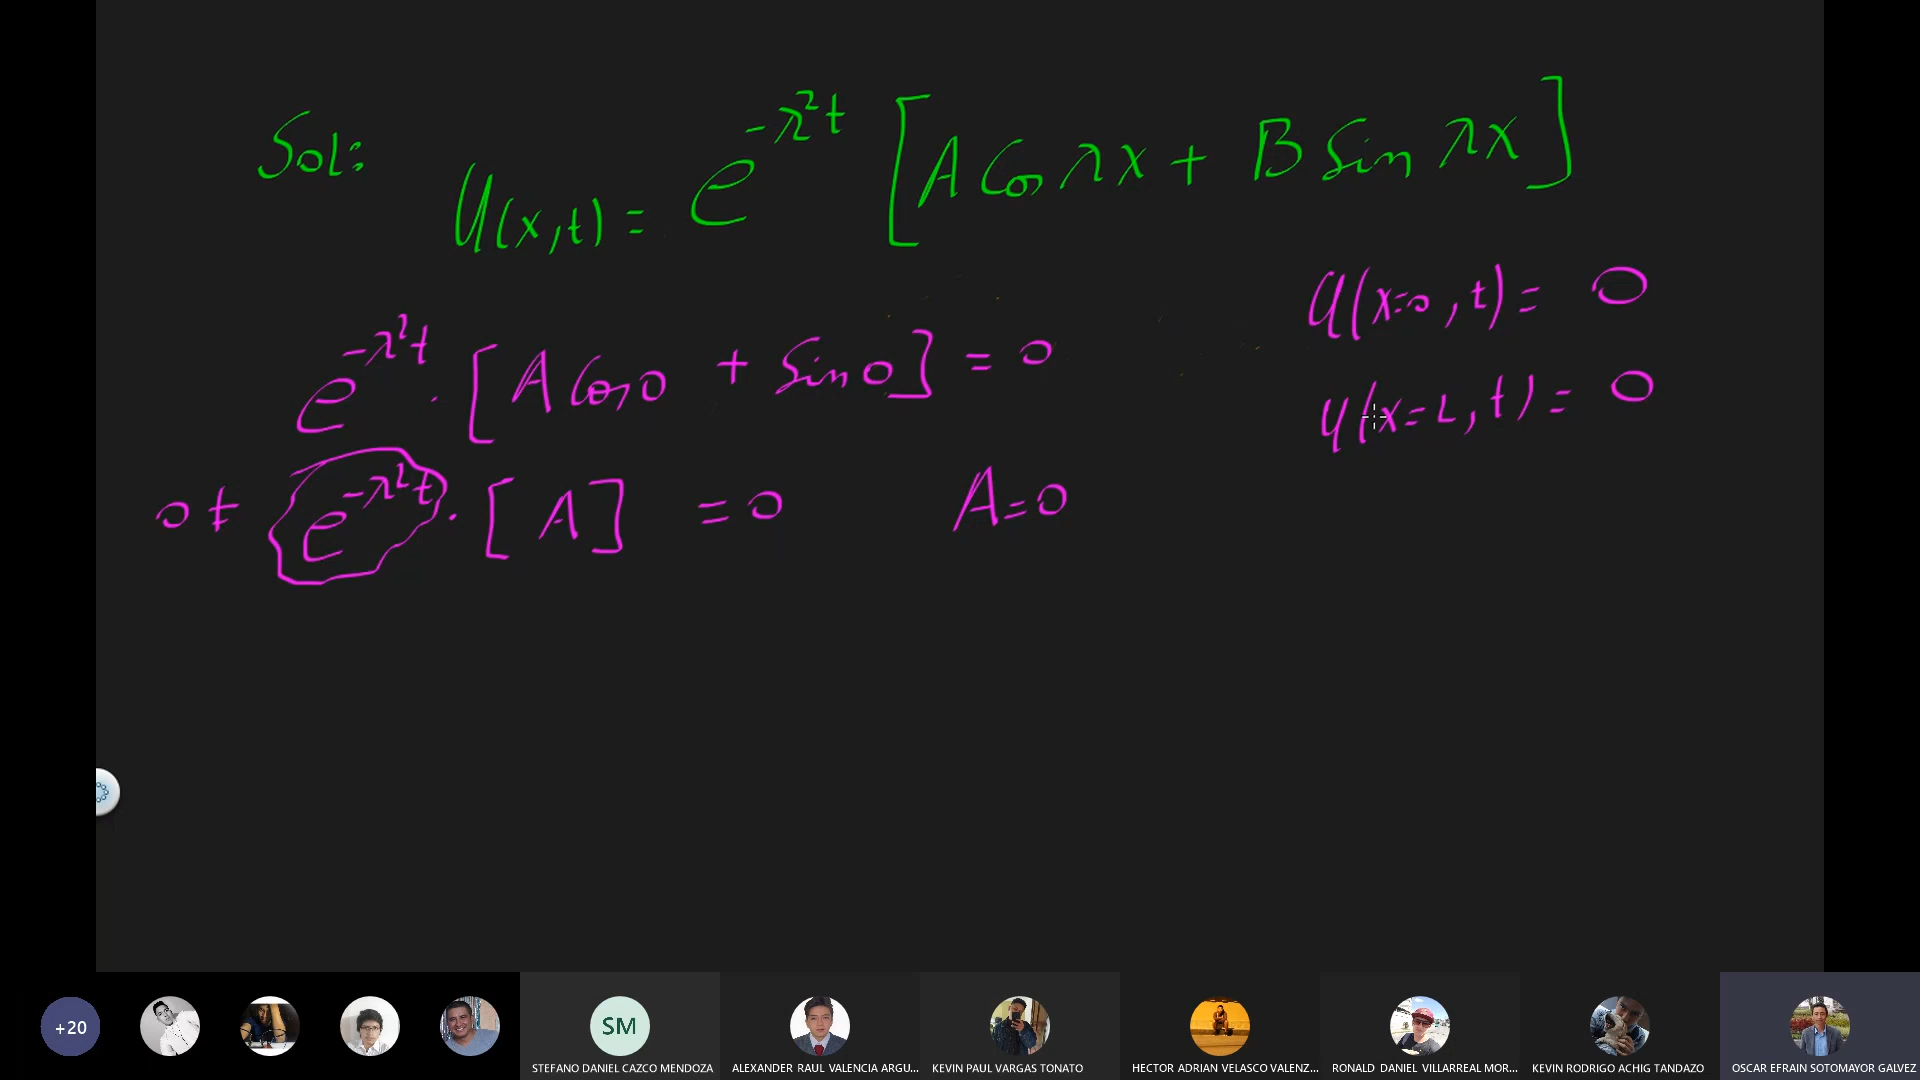 Sol: U(x,t) = e^{-λ²t} [A Cos λx + B Sin λx]
U(x=0, t) = 0
e^{-λ²t} · [A Cos 0 + Sin 0] = 0
U(x=L, t) = 0
0 ≠ e^{-λ²t} · [A] = 0 A=0
+20
SM
STEFANO DANIEL CAZCO MENDOZA
ALEXANDER RAUL VALENCIA ARGU...
KEVIN PAUL VARGAS TONATO
HECTOR ADRIAN VELASCO VALENZ...
RONALD DANIEL VILLARREAL MOR...
KEVIN RODRIGO ACHIG TANDAZO
OSCAR EFRAIN SOTOMAYOR GALVEZ